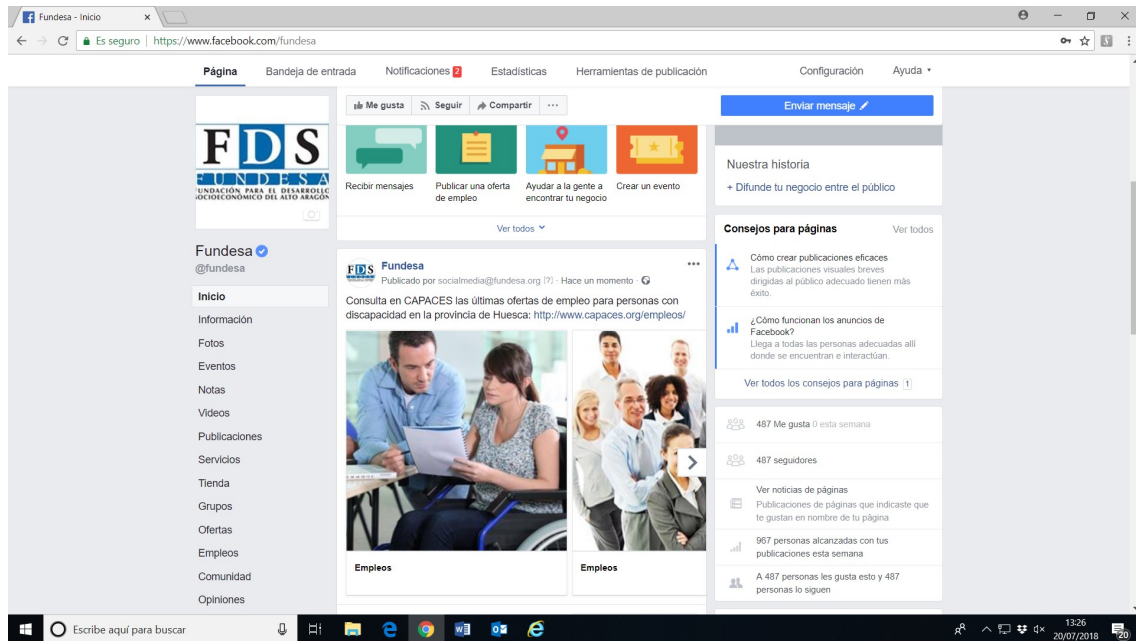 Fundesa - Inicio
Es seguro | https://www.facebook.com/fundesa
Página Bandeja de entrada Notificaciones 2 Estadísticas Herramientas de publicación Configuración Ayuda
FDS
FUNDESA
FUNDACIÓN PARA EL DESARROLLO
SOCIOECONÓMICO DEL ALTO ARAGÓN
Fundesa
@fundesa
Inicio
Información
Fotos
Eventos
Notas
Videos
Publicaciones
Servicios
Tienda
Grupos
Ofertas
Empleos
Comunidad
Opiniones
Me gusta Seguir Compartir ...
Recibir mensajes
Publicar una oferta
de empleo
Ayudar a la gente a
encontrar tu negocio
Crear un evento
Ver todos
FDS
Fundesa
Publicado por socialmedia@fundesa.org [?] · Hace un momento ·
Consulta en CAPACES las últimas ofertas de empleo para personas con
discapacidad en la provincia de Huesca: http://www.capaces.org/empleos/
Empleos Empleos
Enviar mensaje
Nuestra historia
+ Difunde tu negocio entre el público
Consejos para páginas Ver todos
Cómo crear publicaciones eficaces
Las publicaciones visuales breves
dirigidas al público adecuado tienen más
éxito.
¿Cómo funcionan los anuncios de
Facebook?
Llega a todas las personas adecuadas allí
donde se encuentran e interactúan.
Ver todos los consejos para páginas 1
487 Me gusta 0 esta semana
487 seguidores
Ver noticias de páginas
Publicaciones de páginas que indicaste que
te gustan en nombre de tu página
967 personas alcanzadas con tus
publicaciones esta semana
A 487 personas les gusta esto y 487
personas lo siguen
Escribe aquí para buscar
13:26
20/07/2018
20